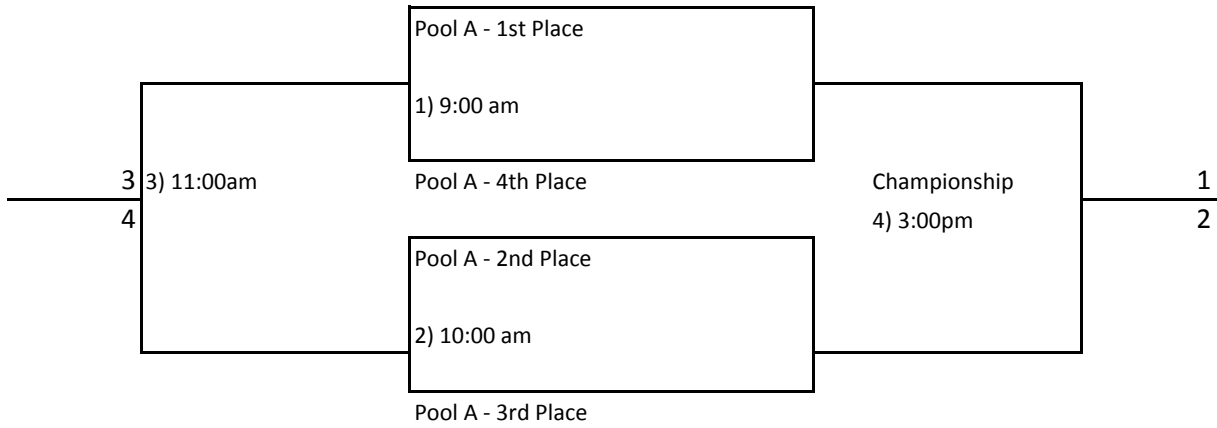 Pool A - 1st Place
1) 9:00 am
3 3) 11:00am
Pool A - 4th Place
Championship
1
4
4) 3:00pm
2
Pool A - 2nd Place
2) 10:00 am
Pool A - 3rd Place